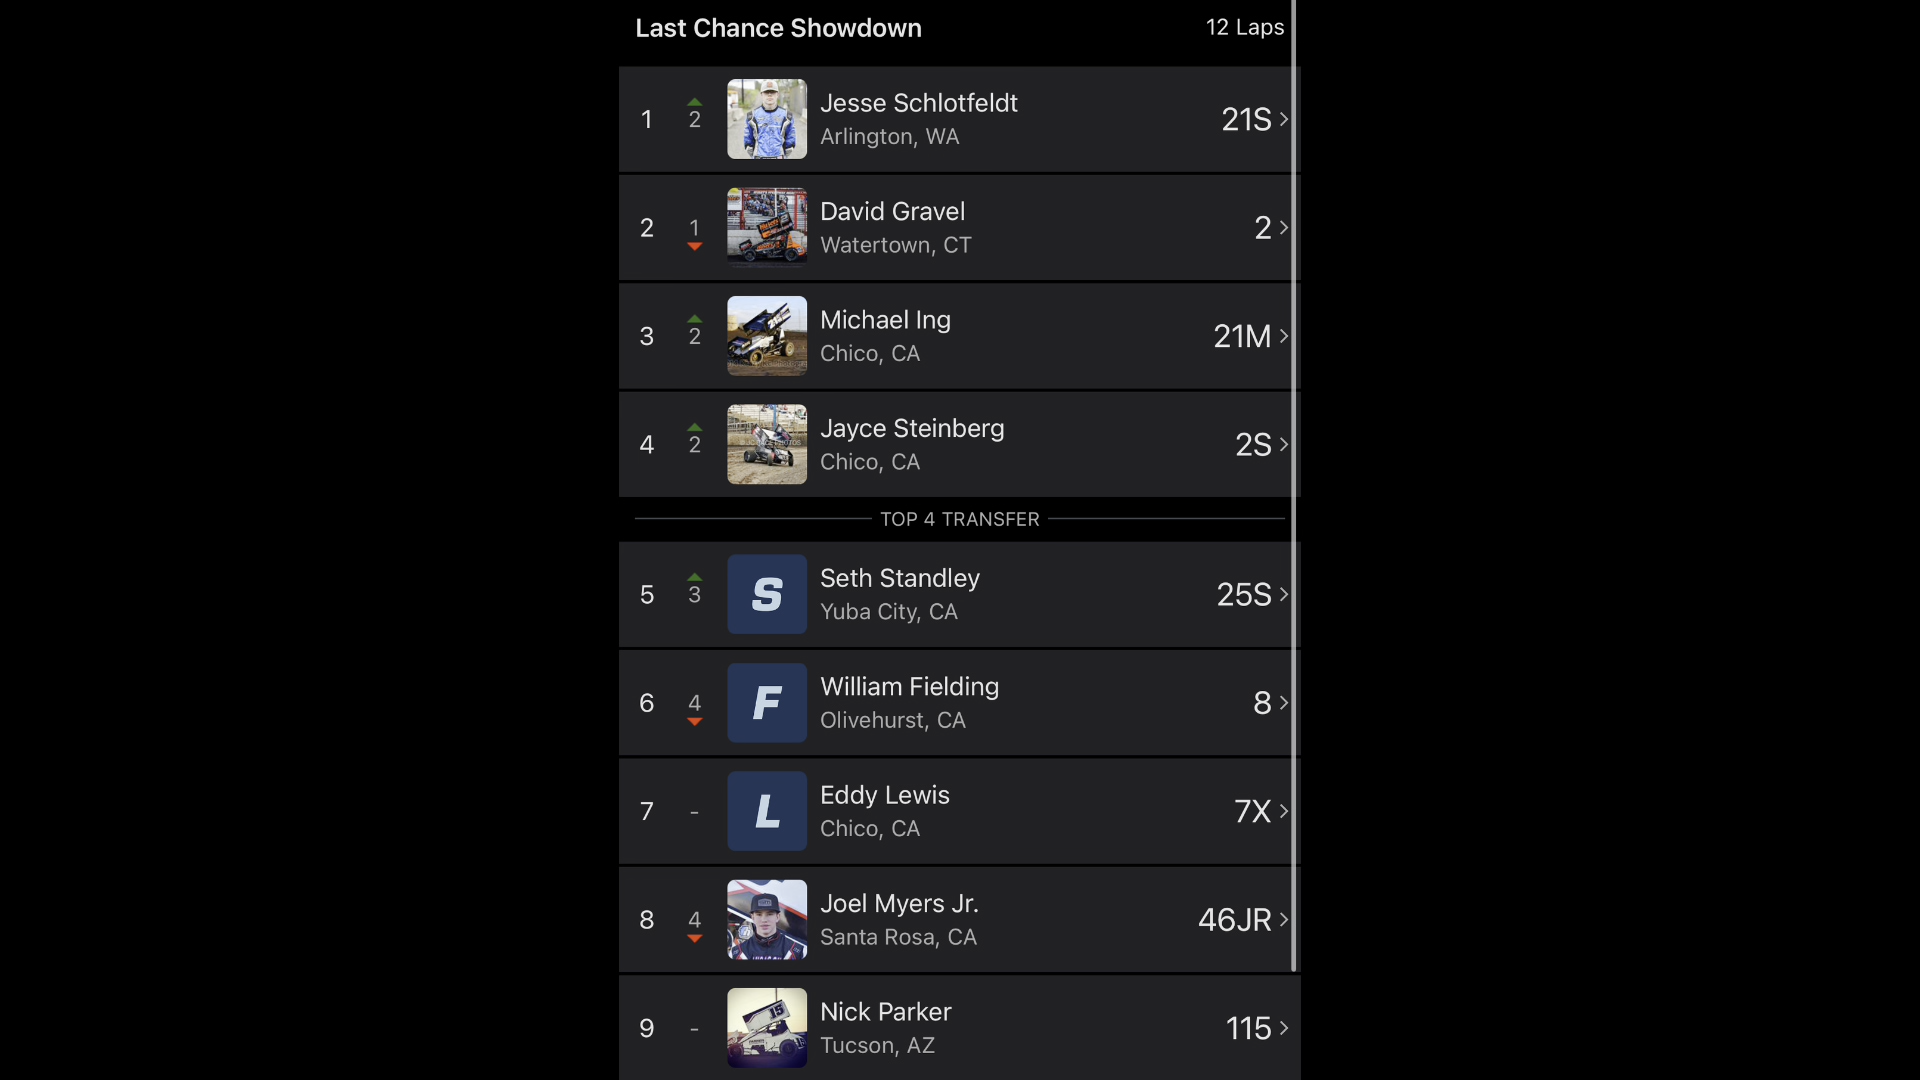 Last Chance Showdown 12 Laps
1 2 Jesse Schlotfeldt 21S
Arlington, WA
2 1 David Gravel 2
Watertown, CT
3 2 Michael Ing 21M
Chico, CA
4 2 Jayce Steinberg 2S
Chico, CA
TOP 4 TRANSFER
5 3 S Seth Standley 25S
Yuba City, CA
6 4 F William Fielding 8
Olivehurst, CA
7 - L Eddy Lewis 7X
Chico, CA
8 4 Joel Myers Jr. 46JR
Santa Rosa, CA
9 - 15 Nick Parker 115
Tucson, AZ